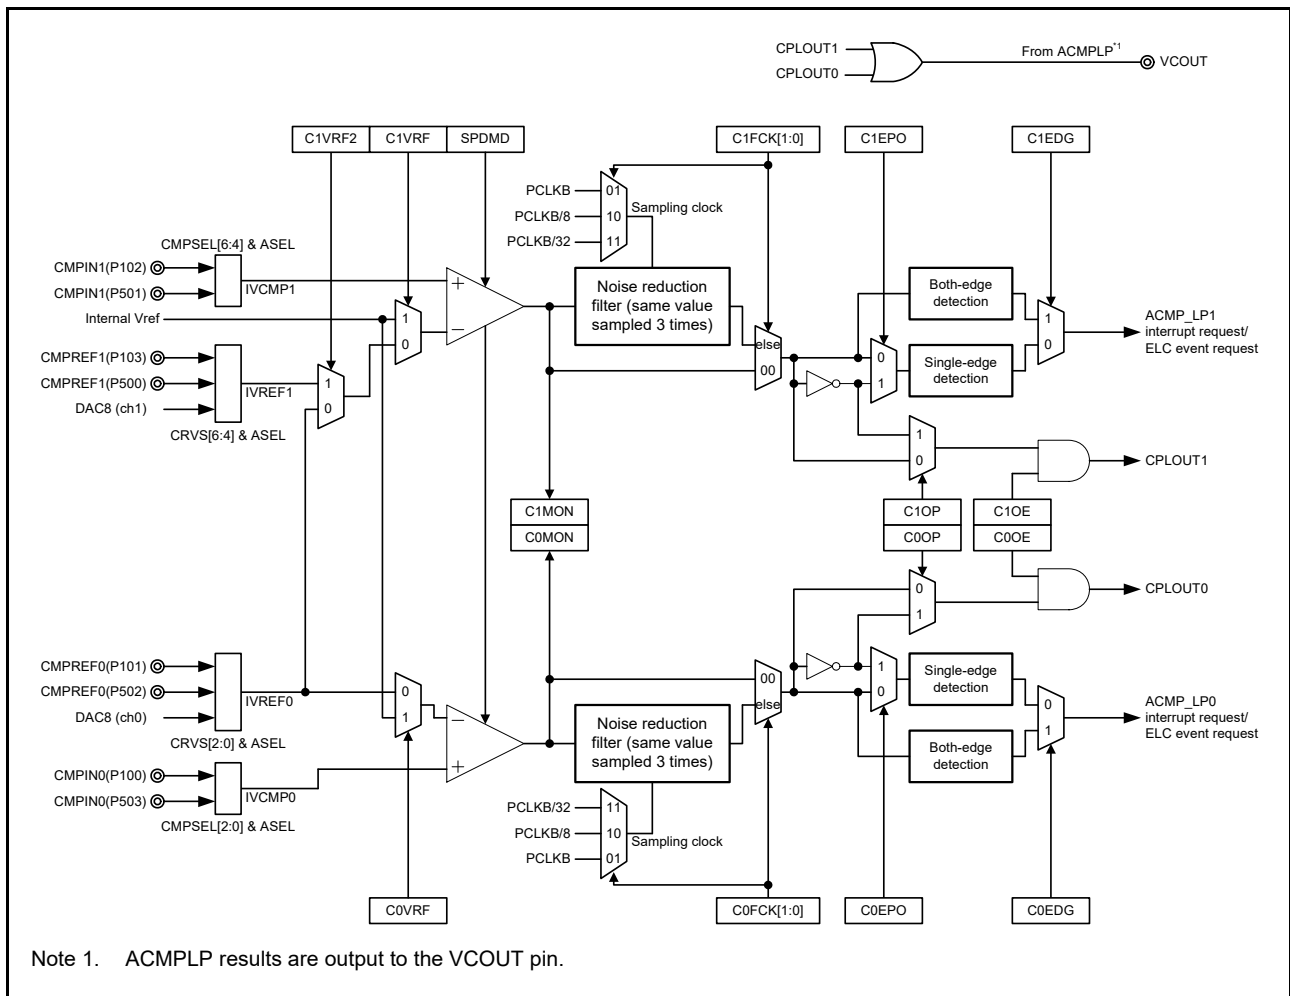 CPLOUT1
CPLOUT0
From ACMPLP*1
VCOUT
C1VRF2
C1VRF
SPDMD
C1FCK[1:0]
C1EPO
C1EDG
PCLKB
01
PCLKB/8
10
Sampling clock
PCLKB/32
11
CMPSEL[6:4] & ASEL
CMPIN1(P102)
CMPIN1(P501)
IVCMP1
+
−
Internal Vref
1
0
CMPREF1(P103)
CMPREF1(P500)
DAC8 (ch1)
IVREF1
CRVS[6:4] & ASEL
1
0
Noise reduction
filter (same value
sampled 3 times)
else
00
0
1
Both-edge
detection
Single-edge
detection
1
0
ACMP_LP1
interrupt request/
ELC event request
1
0
CPLOUT1
C1MON
C0MON
C1OP
C0OP
C1OE
C0OE
0
1
CPLOUT0
CMPREF0(P101)
CMPREF0(P502)
DAC8 (ch0)
IVREF0
CRVS[2:0] & ASEL
0
1
−
+
CMPIN0(P100)
CMPIN0(P503)
IVCMP0
CMPSEL[2:0] & ASEL
Noise reduction
filter (same value
sampled 3 times)
00
else
1
0
Single-edge
detection
Both-edge
detection
0
1
ACMP_LP0
interrupt request/
ELC event request
PCLKB/32
11
PCLKB/8
10
Sampling clock
PCLKB
01
C0VRF
C0FCK[1:0]
C0EPO
C0EDG
Note 1. ACMPLP results are output to the VCOUT pin.